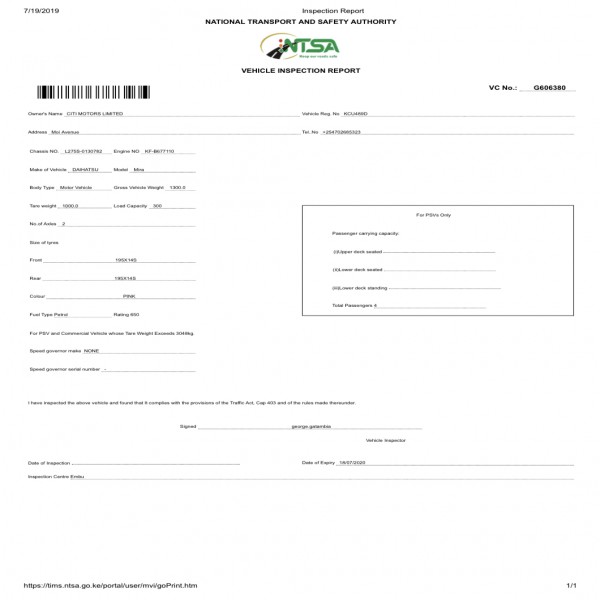 7/19/2019 Inspection Report
NATIONAL TRANSPORT AND SAFETY AUTHORITY
NTSA
Keep our roads safe
VEHICLE INSPECTION REPORT
VC No.: G606380
Owner's Name CITI MOTORS LIMITED Vehicle Reg. No KCU489D
Address Moi Avenue Tel. No +254702665323
Chassis NO. L275S-0130782 Engine NO KF-B677110
Make of Vehicle DAIHATSU Model Mira
Body Type Motor Vehicle Gross Vehicle Weight 1300.0
Tare weight 1000.0 Load Capacity 300
No.of Axles 2
Size of tyres
Front 195X14S
Rear 195X14S
Colour PINK
Fuel Type Petrol Rating 650
For PSVs Only
Passenger carrying capacity:
(i)Upper deck seated
(ii)Lower deck seated
(iii)Lower deck standing
Total Passengers 4
For PSV and Commercial Vehicle whose Tare Weight Exceeds 3048kg.
Speed governor make NONE
Speed governor serial number -
I have inspected the above vehicle and found that it complies with the provisions of the Traffic Act, Cap 403 and of the rules made thereunder.
Signed george.galambia
Vehicle Inspector
Date of Inspection Date of Expiry 18/07/2020
Inspection Centre Embu
https://tims.ntsa.go.ke/portal/user/mvi/goPrint.htm 1/1